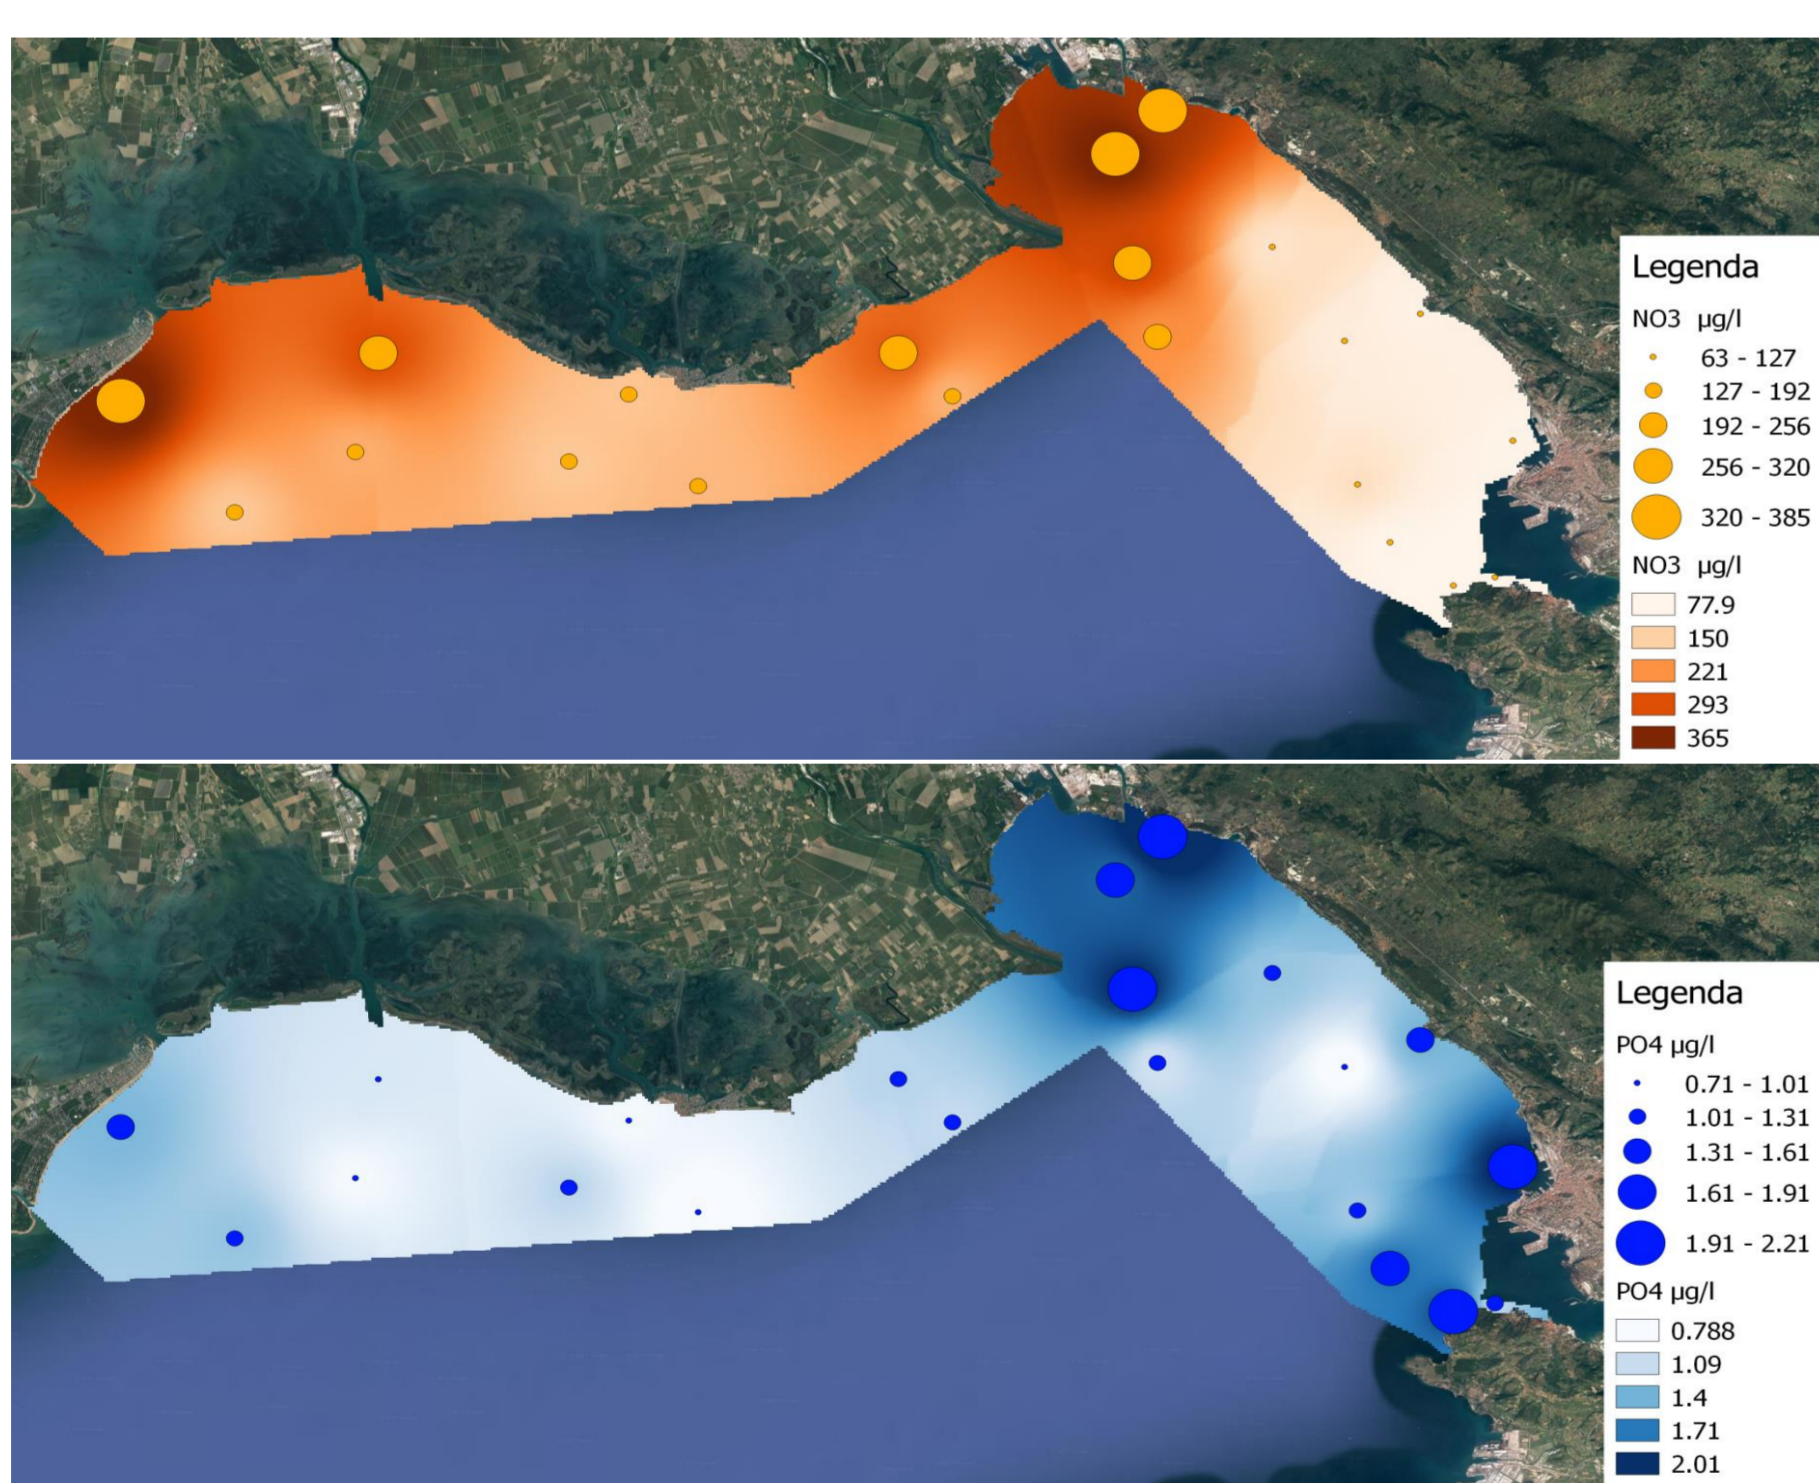 Legenda
NO3 µg/l
63 - 127
127 - 192
192 - 256
256 - 320
320 - 385
NO3 µg/l
77.9
150
221
293
365
Legenda
PO4 µg/l
0.71 - 1.01
1.01 - 1.31
1.31 - 1.61
1.61 - 1.91
1.91 - 2.21
PO4 µg/l
0.788
1.09
1.4
1.71
2.01